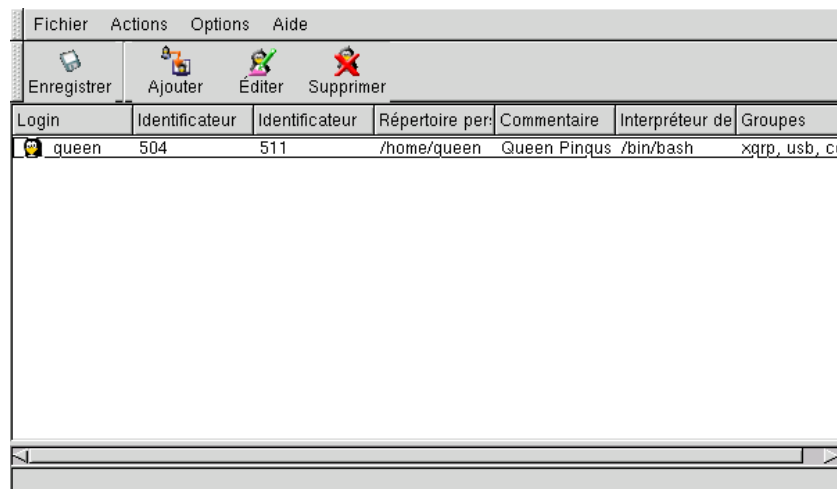 Fichier Actions Options Aide
Enregistrer Ajouter Éditer Supprimer
Login Identificateur Identificateur Répertoire per: Commentaire Interpréteur de Groupes
queen 504 511 /home/queen Queen Pingus /bin/bash xgrp, usb,